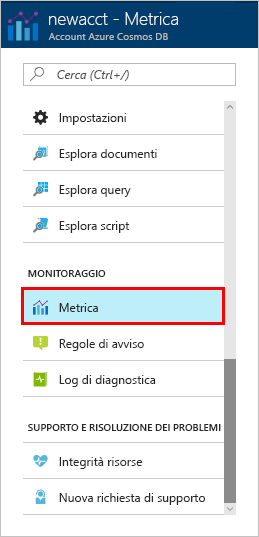 newacct - Metrica
Account Azure Cosmos DB
Cerca (Ctrl+/)
Impostazioni
Esplora documenti
Esplora query
Esplora script
MONITORAGGIO
Metrica
Regole di avviso
Log di diagnostica
SUPPORTO E RISOLUZIONE DEI PROBLEMI
Integrità risorse
Nuova richiesta di supporto